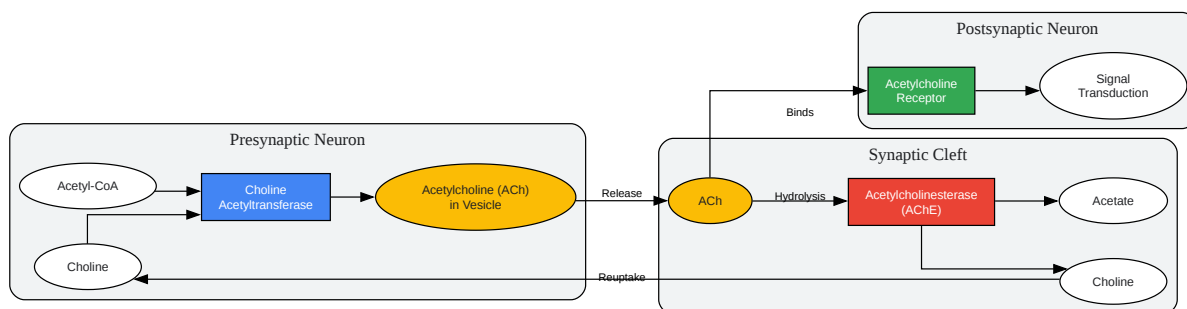 Postsynaptic Neuron
Acetylcholine
Receptor
Signal
Transduction
Binds
Presynaptic Neuron
Acetyl-CoA
Choline
Acetyltransferase
Acetylcholine (ACh)
in Vesicle
Choline
Release
Synaptic Cleft
ACh
Hydrolysis
Acetylcholinesterase
(AChE)
Acetate
Choline
Reuptake